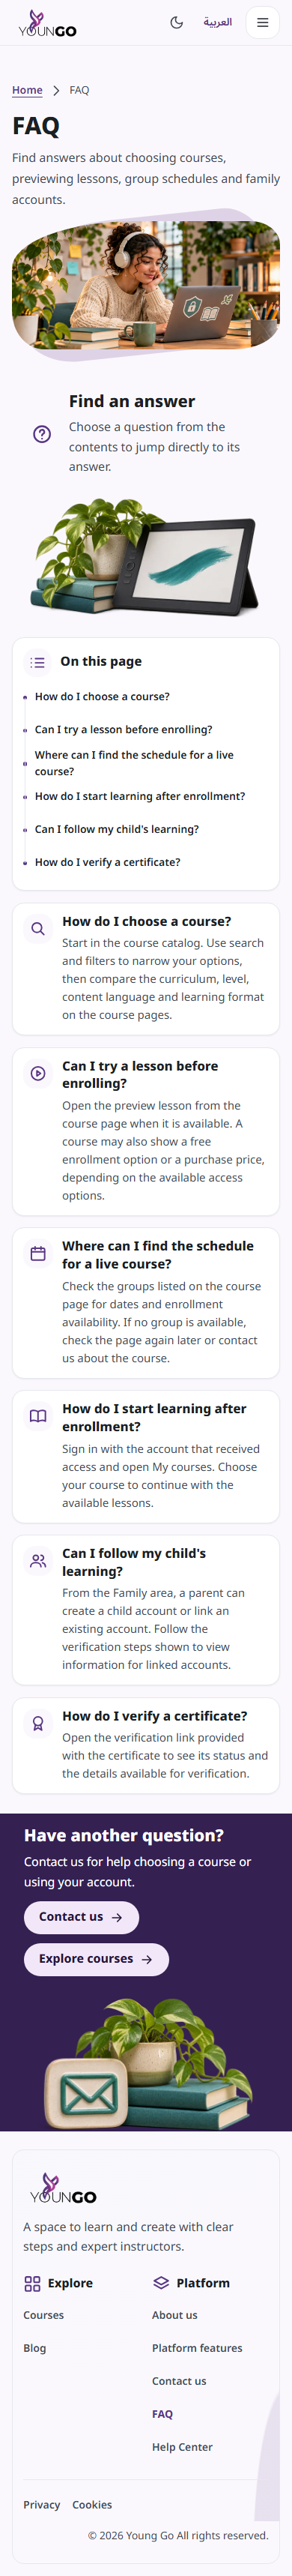 YOUNGO
العربية
Home > FAQ
FAQ
Find answers about choosing courses,
previewing lessons, group schedules and family
accounts.
Find an answer
Choose a question from the
contents to jump directly to its
answer.
On this page
How do I choose a course?
Can I try a lesson before enrolling?
Where can I find the schedule for a live
course?
How do I start learning after enrollment?
Can I follow my child's learning?
How do I verify a certificate?
How do I choose a course?
Start in the course catalog. Use search
and filters to narrow your options,
then compare the curriculum, level,
content language and learning format
on the course pages.
Can I try a lesson before
enrolling?
Open the preview lesson from the
course page when it is available. A
course may also show a free
enrollment option or a purchase price,
depending on the available access
options.
Where can I find the schedule
for a live course?
Check the groups listed on the course
page for dates and enrollment
availability. If no group is available,
check the page again later or contact
us about the course.
How do I start learning after
enrollment?
Sign in with the account that received
access and open My courses. Choose
your course to continue with the
available lessons.
Can I follow my child's
learning?
From the Family area, a parent can
create a child account or link an
existing account. Follow the
verification steps shown to view
information for linked accounts.
How do I verify a certificate?
Open the verification link provided
with the certificate to see its status and
the details available for verification.
Have another question?
Contact us for help choosing a course or
using your account.
Contact us →
Explore courses →
YOUNGO
A space to learn and create with clear
steps and expert instructors.
Explore
Courses
Blog
Platform
About us
Platform features
Contact us
FAQ
Help Center
Privacy Cookies
© 2026 Young Go All rights reserved.